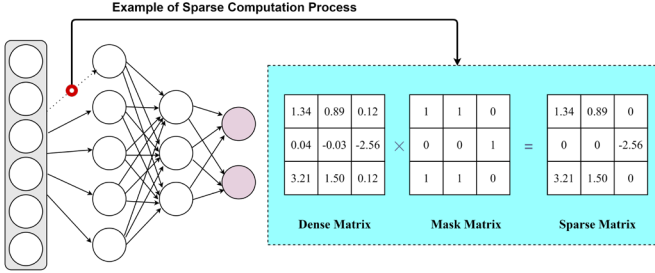 Example of Sparse Computation Process
1.34 0.89 0.12 1 1 0 1.34 0.89 0
0.04 -0.03 -2.56 × 0 0 1 = 0 0 -2.56
3.21 1.50 0.12 1 1 0 3.21 1.50 0
Dense Matrix Mask Matrix Sparse Matrix